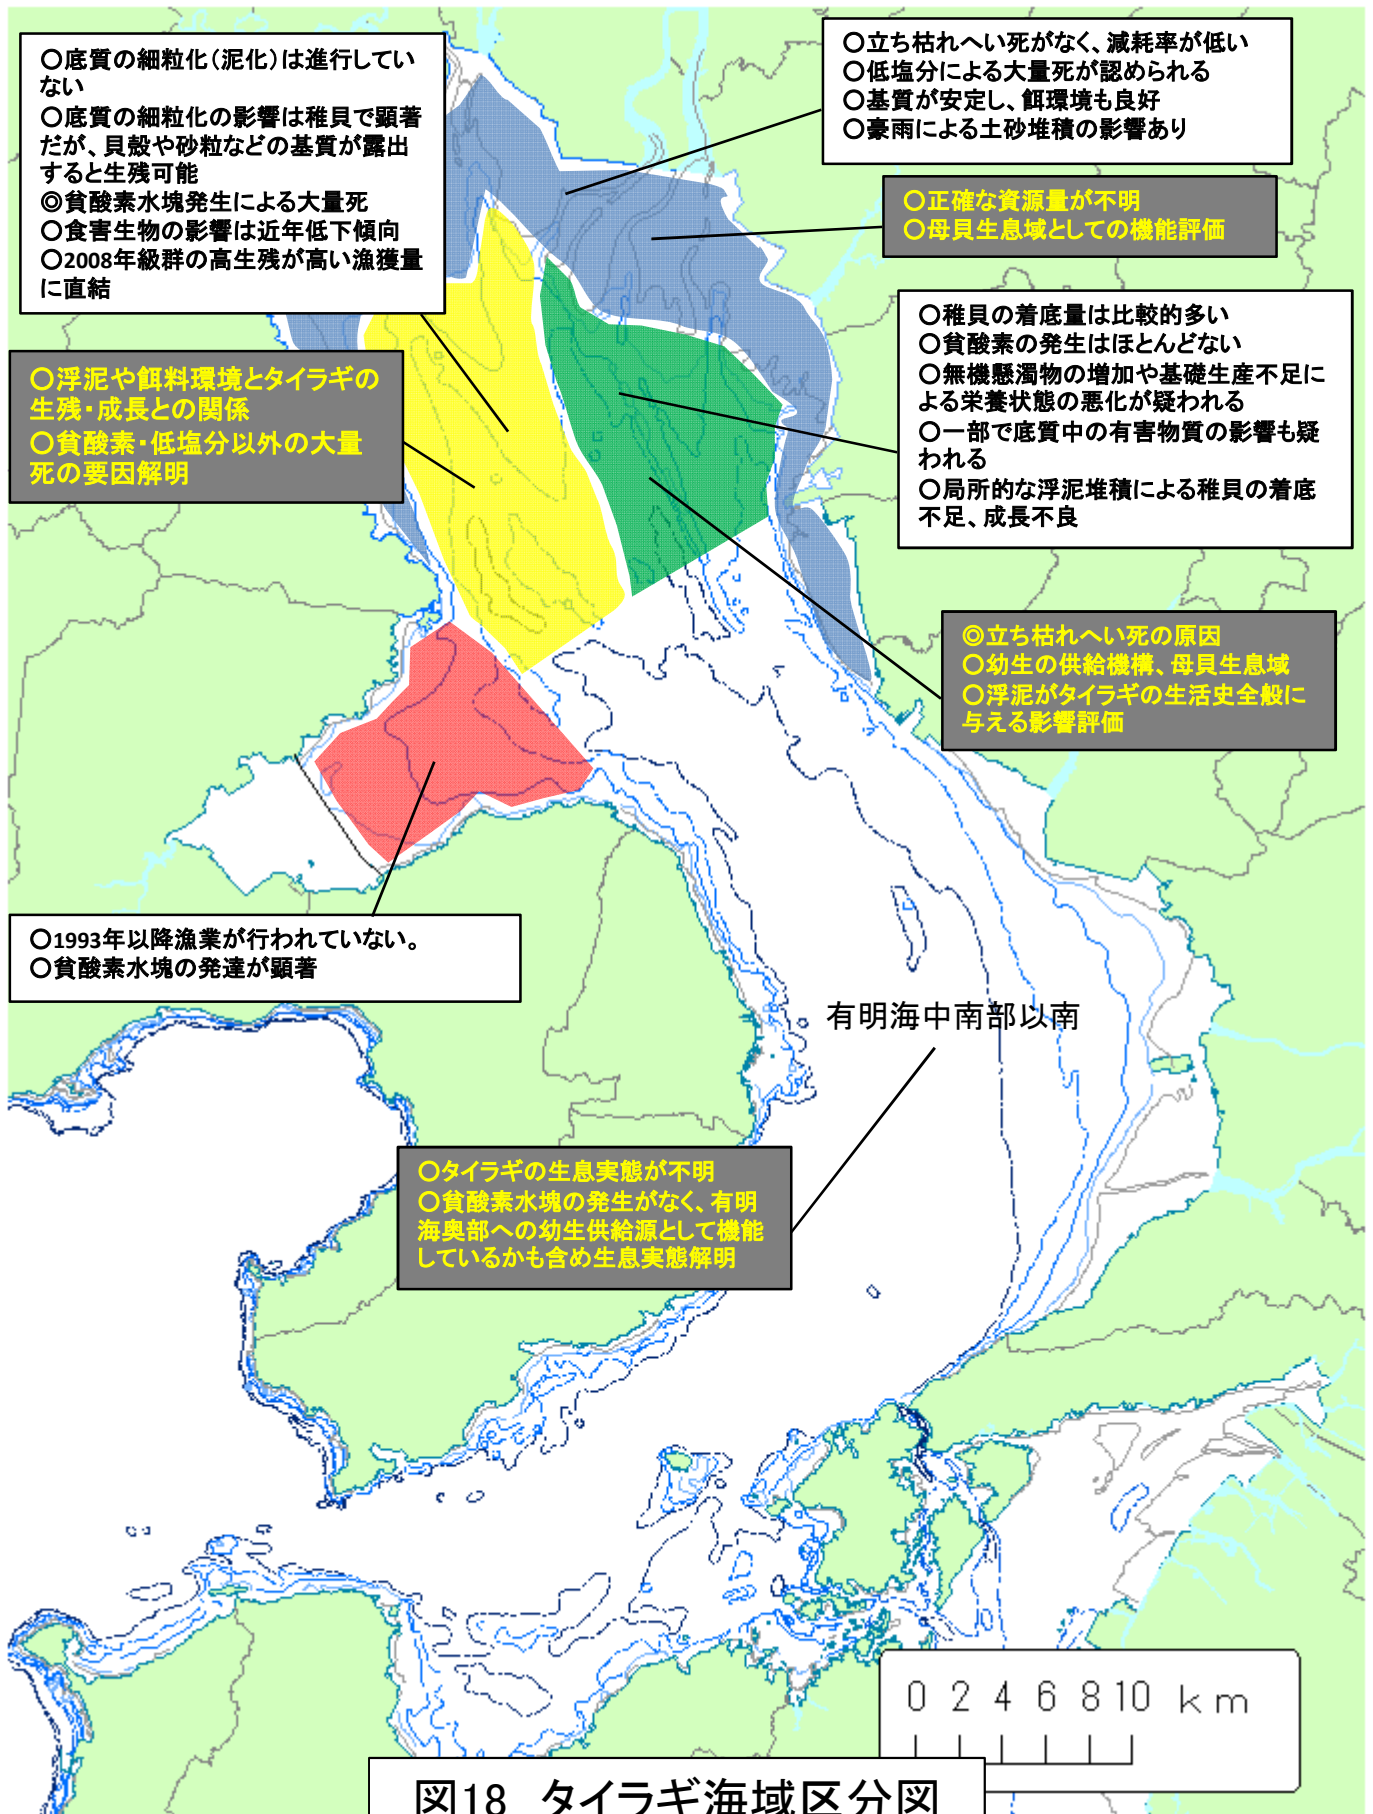 〇底質の細粒化（泥化）は進行してい
ない
〇底質の細粒化の影響は稚貝で顕著
だが、貝殻や砂粒などの基質が露出
すると生残可能
◎貧酸素水塊発生による大量死
〇食害生物の影響は近年低下傾向
〇2008年級群の高生残が高い漁獲量
に直結
〇立ち枯れへい死がなく、減耗率が低い
〇低塩分による大量死が認められる
〇基質が安定し、餌環境も良好
〇豪雨による土砂堆積の影響あり
〇正確な資源量が不明
〇母貝生息域としての機能評価
〇稚貝の着底量は比較的多い
〇貧酸素の発生はほとんどない
〇無機懸濁物の増加や基礎生産不足に
よる栄養状態の悪化が疑われる
〇一部で底質中の有害物質の影響も疑
われる
〇局所的な浮泥堆積による稚貝の着底
不足、成長不良
〇浮泥や餌料環境とタイラギの
生残・成長との関係
〇貧酸素・低塩分以外の大量
死の要因解明
◎立ち枯れへい死の原因
〇幼生の供給機構、母貝生息域
〇浮泥がタイラギの生活史全般に
与える影響評価
〇1993年以降漁業が行われていない。
〇貧酸素水塊の発達が顕著
有明海中南部以南
〇タイラギの生息実態が不明
〇貧酸素水塊の発生がなく、有明
海奥部への幼生供給源として機能
しているかも含め生息実態解明
0 2 4 6 8 10 km
図18 タイラギ海域区分図